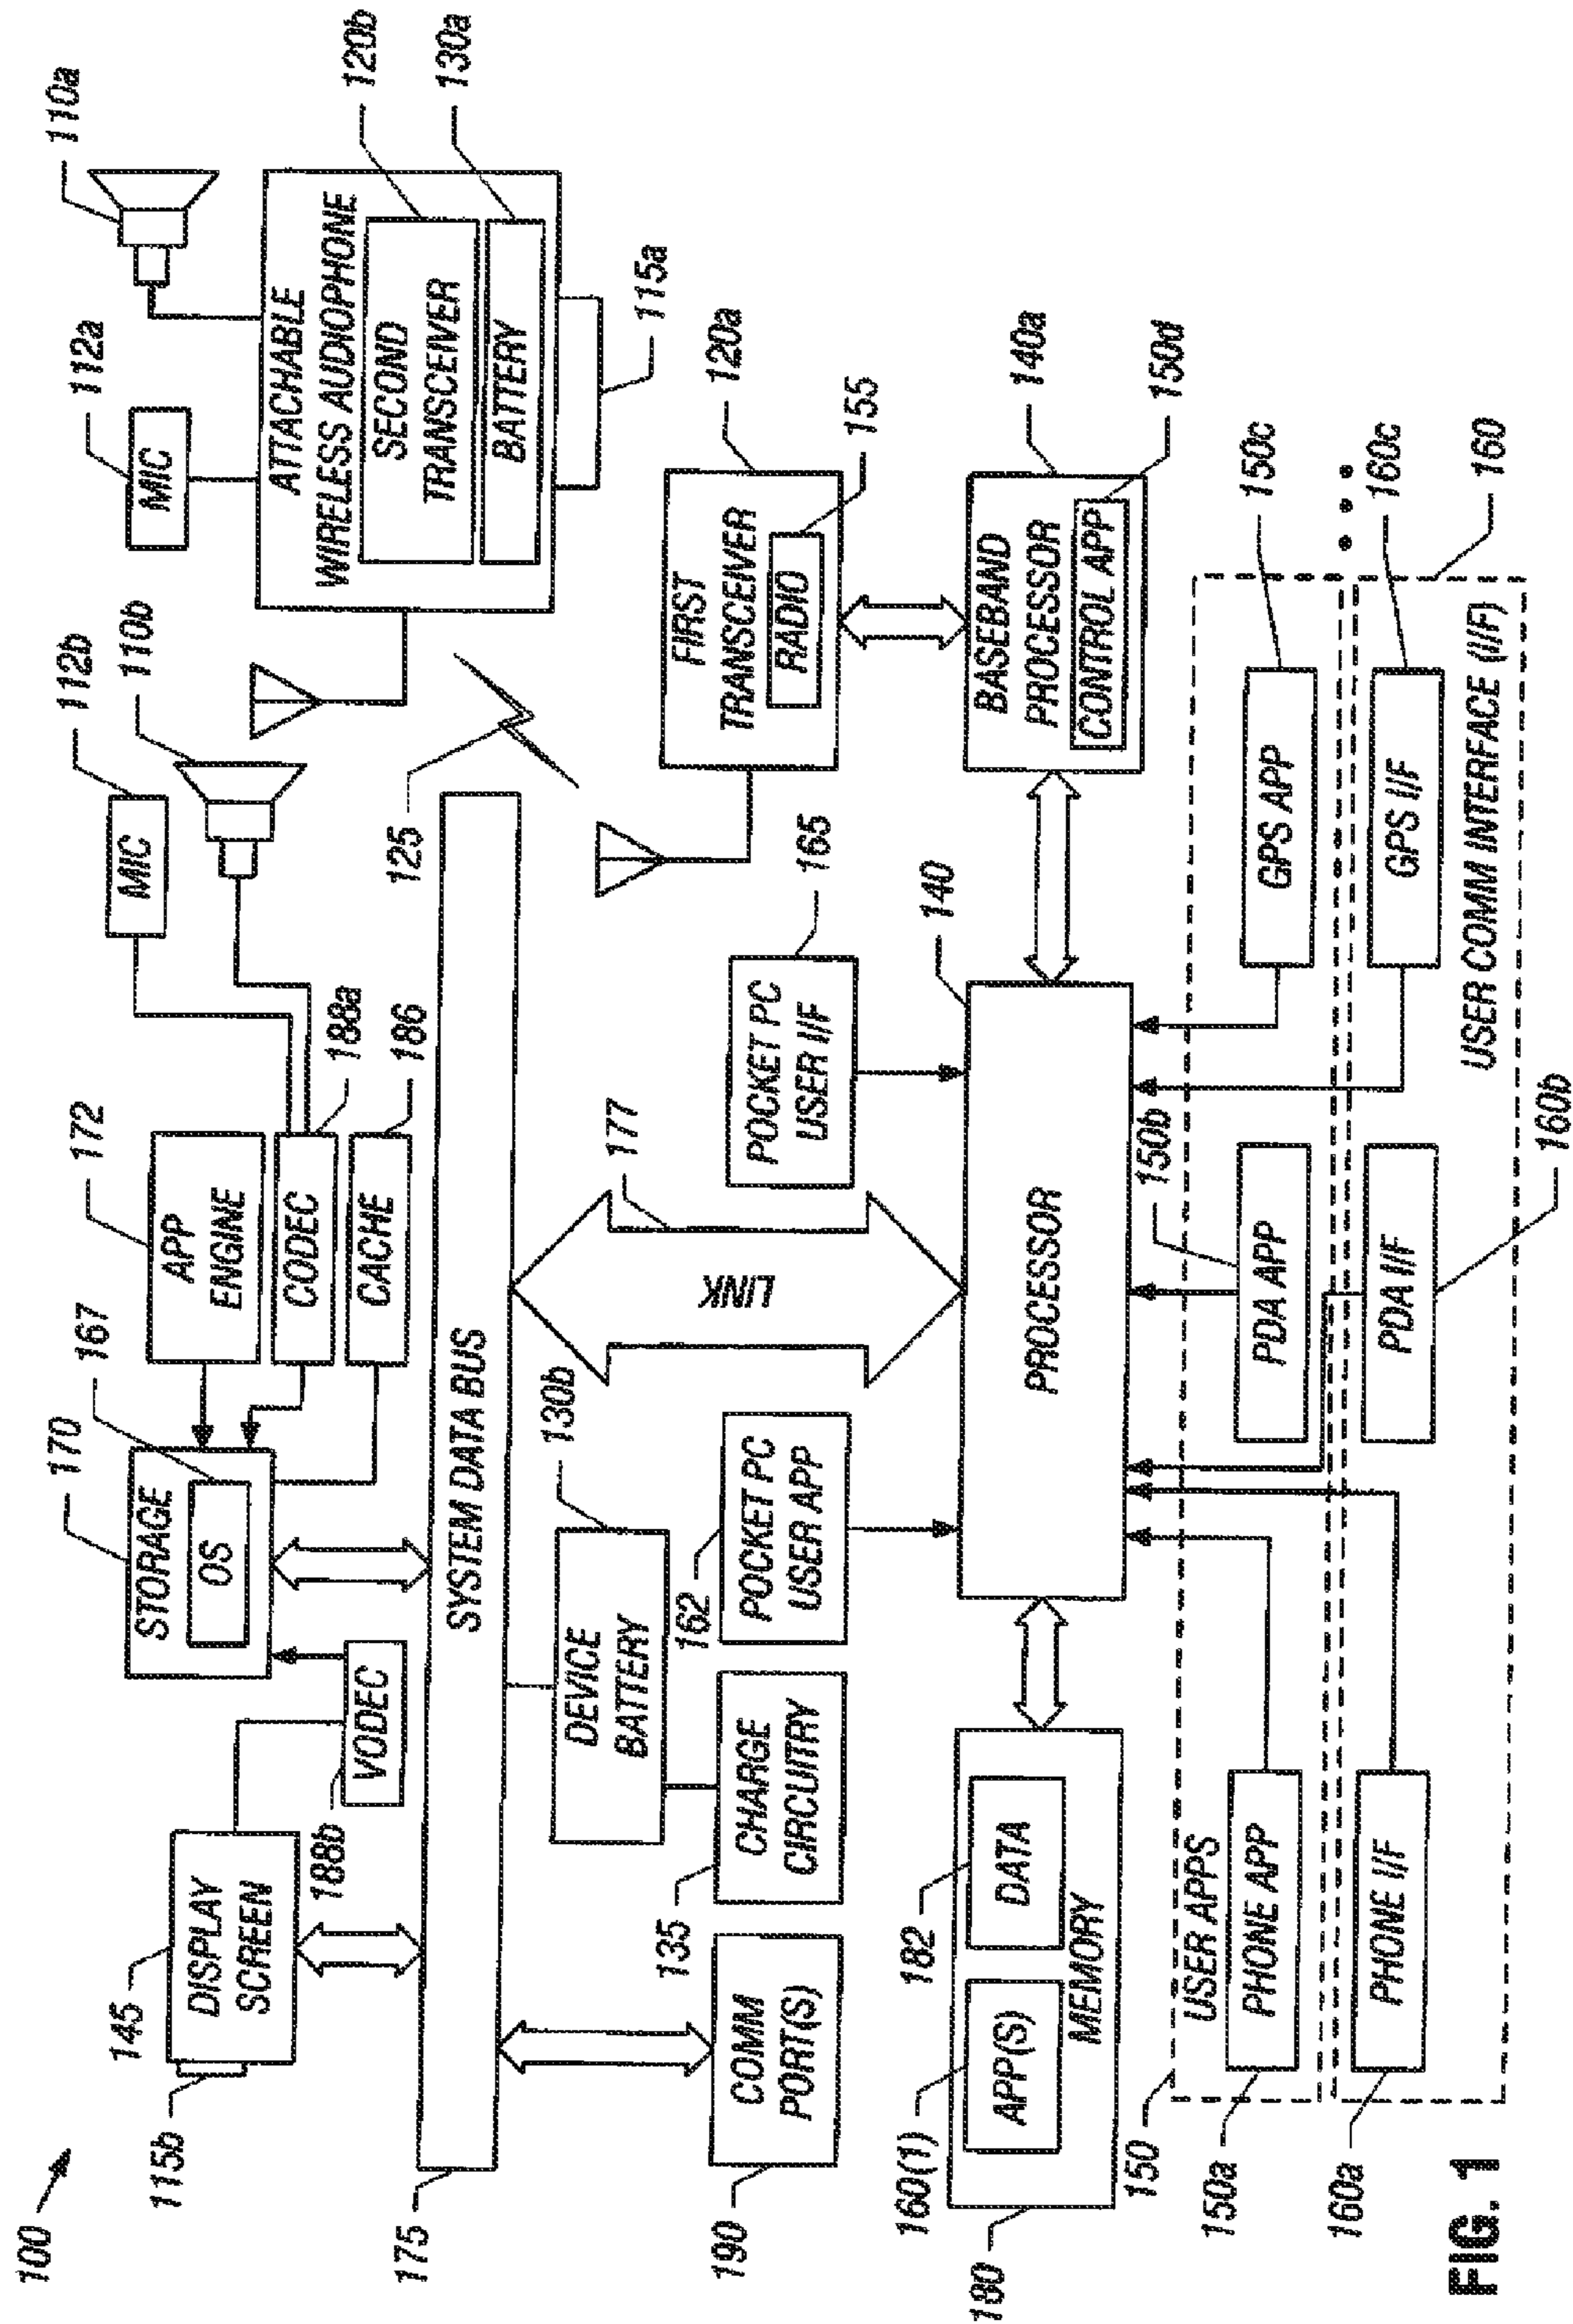 100
115b
145
DISPLAY
SCREEN
188b
VODEC
170
167
STORAGE
OS
172
APP
ENGINE
CODEC
CACHE
188a
186
112b
MIC
110b
112a
MIC
110a
ATTACHABLE
WIRELESS AUDIOPHONE
SECOND
TRANSCEIVER
BATTERY
120b
130a
115a
125
175
SYSTEM DATA BUS
190
COMM
PORT(S)
135
CHARGE
CIRCUITRY
DEVICE
BATTERY
130b
162
POCKET PC
USER APP
LINK
177
POCKET PC
USER I/F
165
FIRST
TRANSCEIVER
RADIO
120a
155
180
160(1)
APP(S)
182
DATA
MEMORY
PROCESSOR
140
BASEBAND
PROCESSOR
CONTROL APP
140a
150d
150
USER APPS
150a
PHONE APP
150b
PDA APP
GPS APP
150c
160a
PHONE I/F
PDA I/F
160b
GPS I/F
160c
USER COMM INTERFACE (I/F)
160
FIG. 1